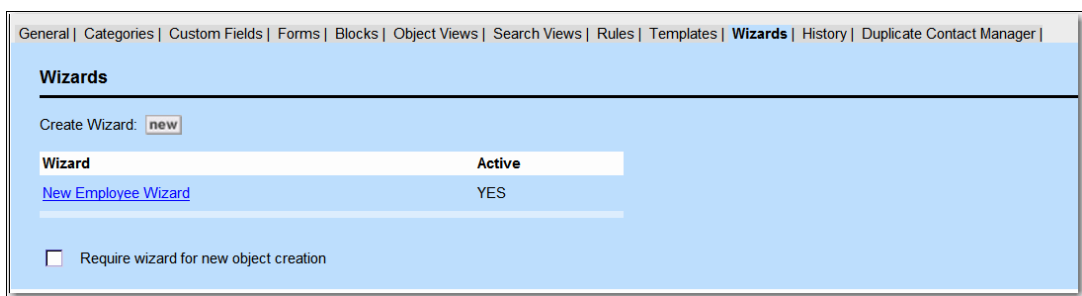 General | Categories | Custom Fields | Forms | Blocks | Object Views | Search Views | Rules | Templates | Wizards | History | Duplicate Contact Manager |
Wizards
Create Wizard: new
Wizard Active
New Employee Wizard YES
Require wizard for new object creation